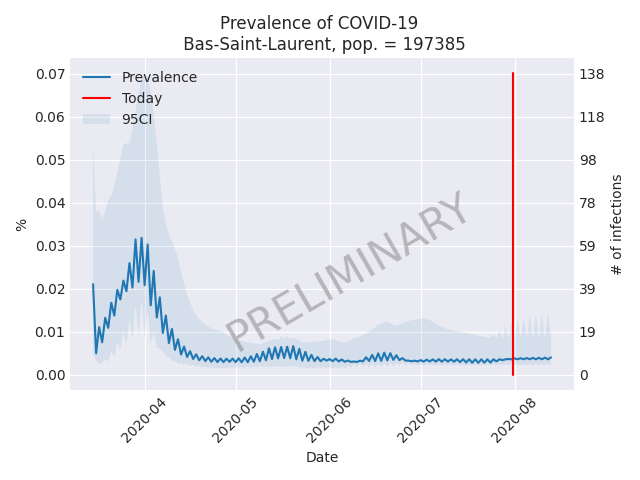 Prevalence of COVID-19
Bas-Saint-Laurent, pop. = 197385
Prevalence
Today
95CI
0.07
0.06
0.05
0.04
0.03
0.02
0.01
0.00
%
138
118
98
78
59
39
19
0
# of infections
PRELIMINARY
2020-04
2020-05
2020-06
2020-07
2020-08
Date